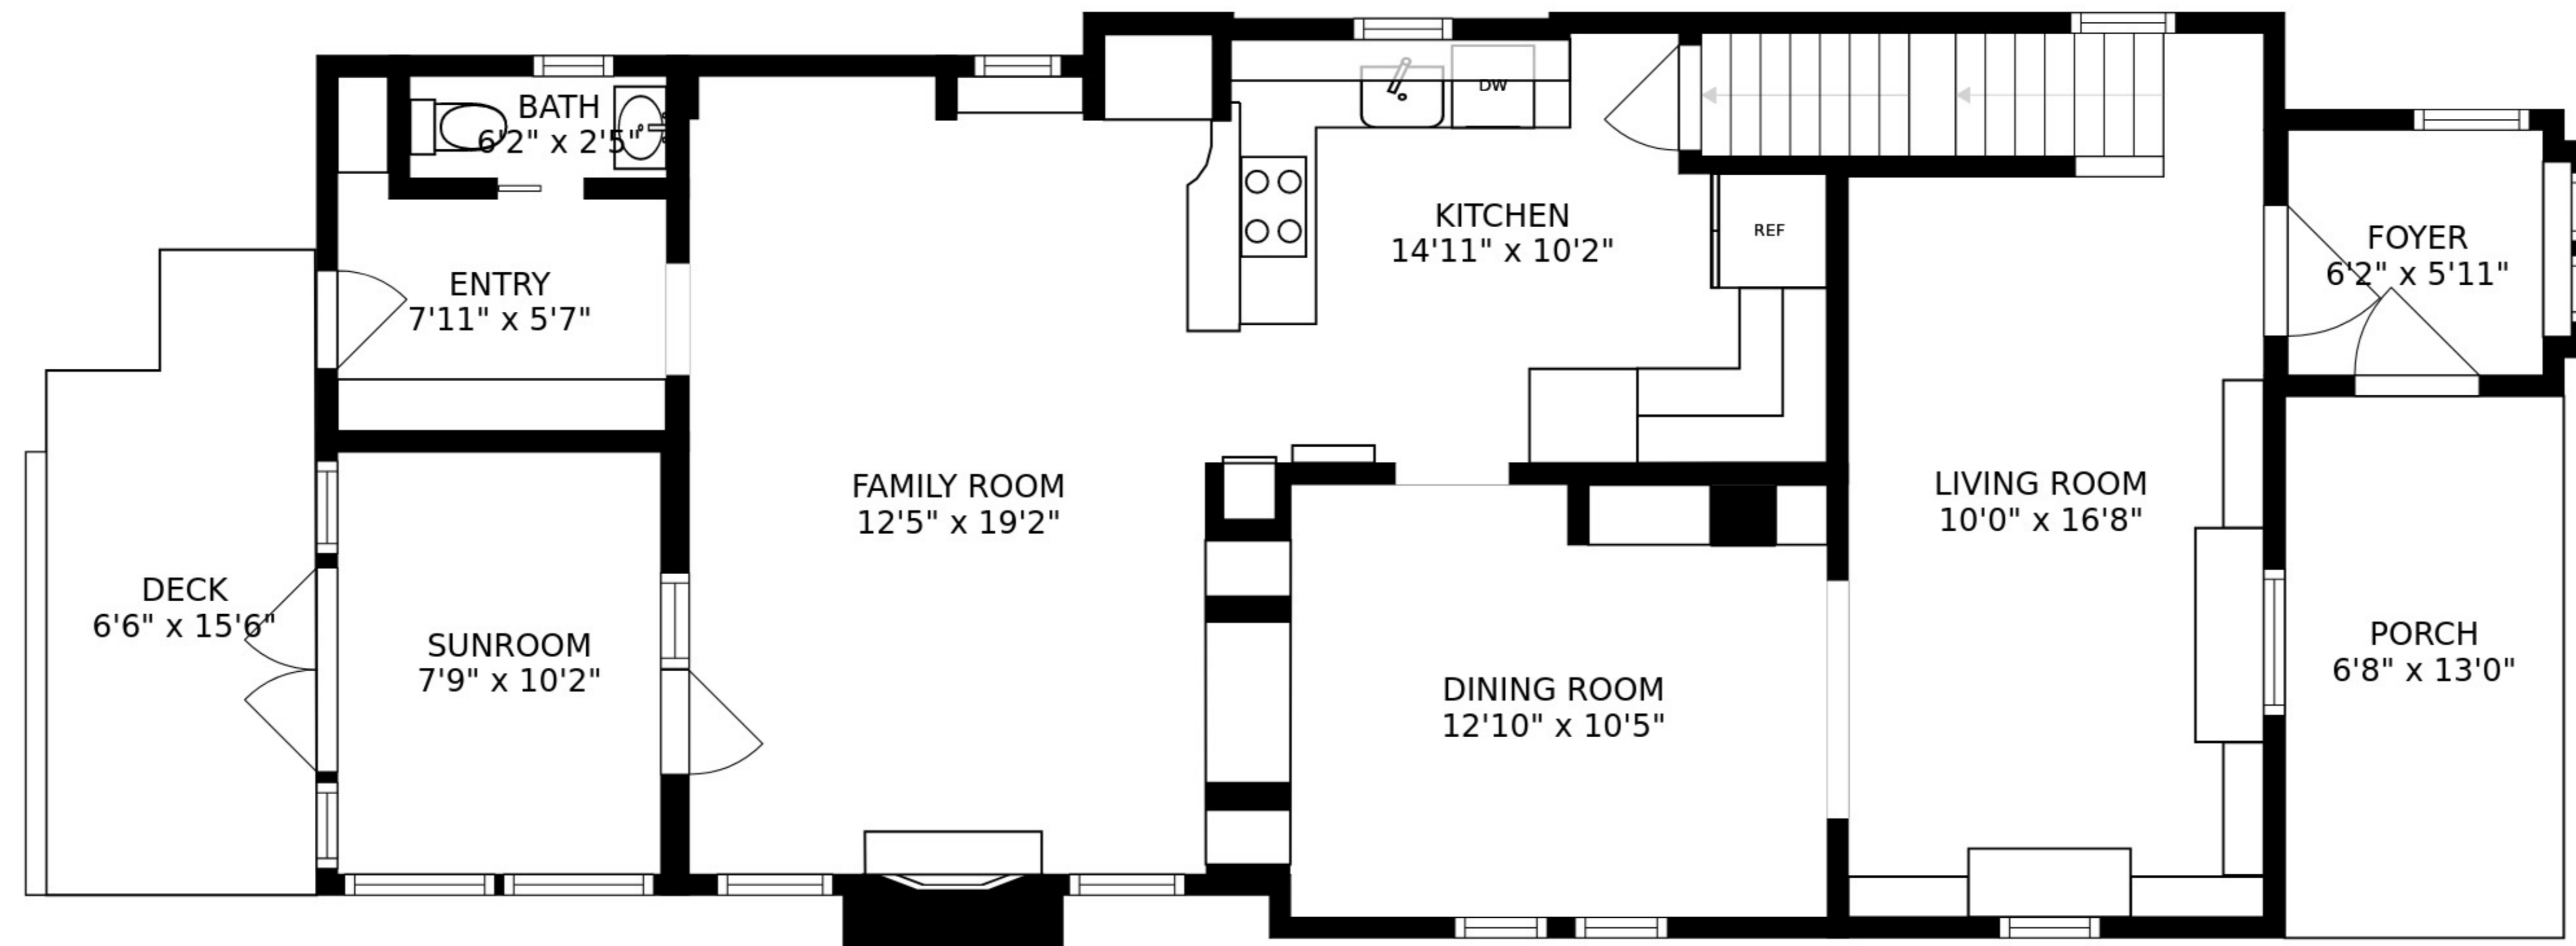 BATH
6'2" x 2'5"
DW
KITCHEN
14'11" x 10'2"
REF
FOYER
6'2" x 5'11"
ENTRY
7'11" x 5'7"
FAMILY ROOM
12'5" x 19'2"
LIVING ROOM
10'0" x 16'8"
DECK
6'6" x 15'6"
SUNROOM
7'9" x 10'2"
DINING ROOM
12'10" x 10'5"
PORCH
6'8" x 13'0"